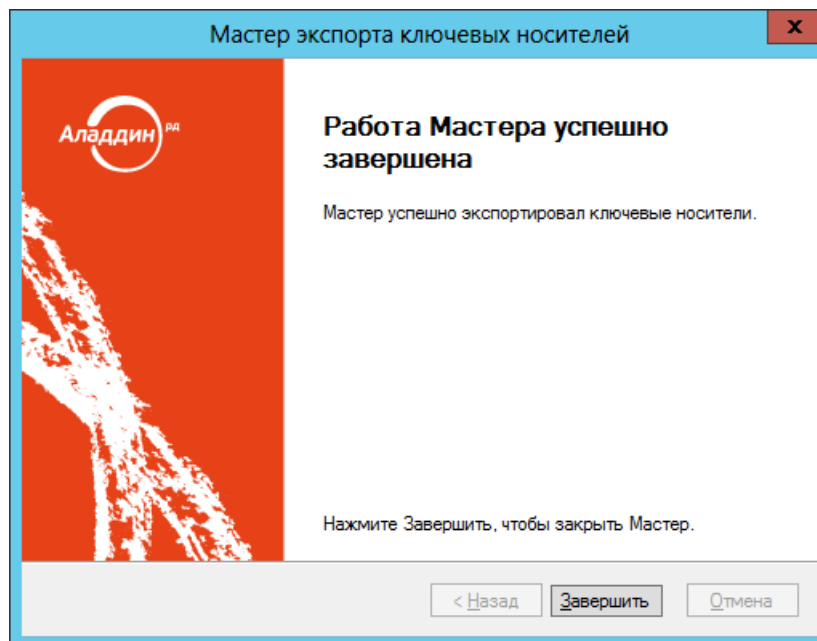 Мастер экспорта ключевых носителей
x
Аладдин РД
Работа Мастера успешно
завершена
Мастер успешно экспортировал ключевые носители.
Нажмите Завершить, чтобы закрыть Мастер.
< Назад Завершить Отмена